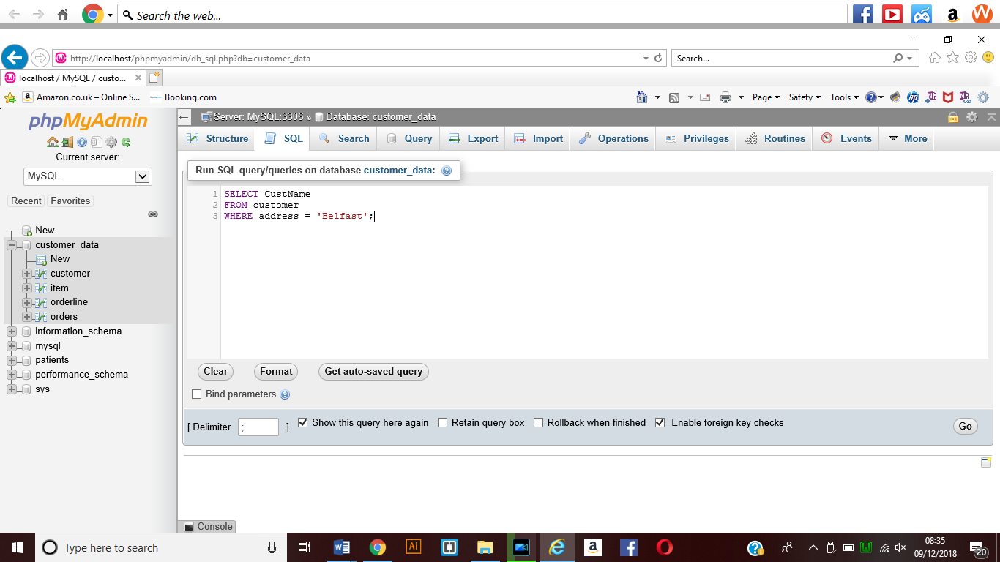 Search the web...
http://localhost/phpmyadmin/db_sql.php?db=customer_data
Search...
localhost / MySQL / custo...
Amazon.co.uk – Online S...
Booking.com
Page
Safety
Tools
phpMyAdmin
Server: MySQL:3306 » Database: customer_data
Structure
SQL
Search
Query
Export
Import
Operations
Privileges
Routines
Events
More
Current server:
MySQL
Recent
Favorites
New
customer_data
New
customer
item
orderline
orders
information_schema
mysql
patients
performance_schema
sys
Run SQL query/queries on database customer_data:
1 SELECT CustName
2 FROM customer
3 WHERE address = 'Belfast';
Clear
Format
Get auto-saved query
Bind parameters
[ Delimiter ; ]
Show this query here again
Retain query box
Rollback when finished
Enable foreign key checks
Go
Console
Type here to search
Ai
08:35
09/12/2018
20